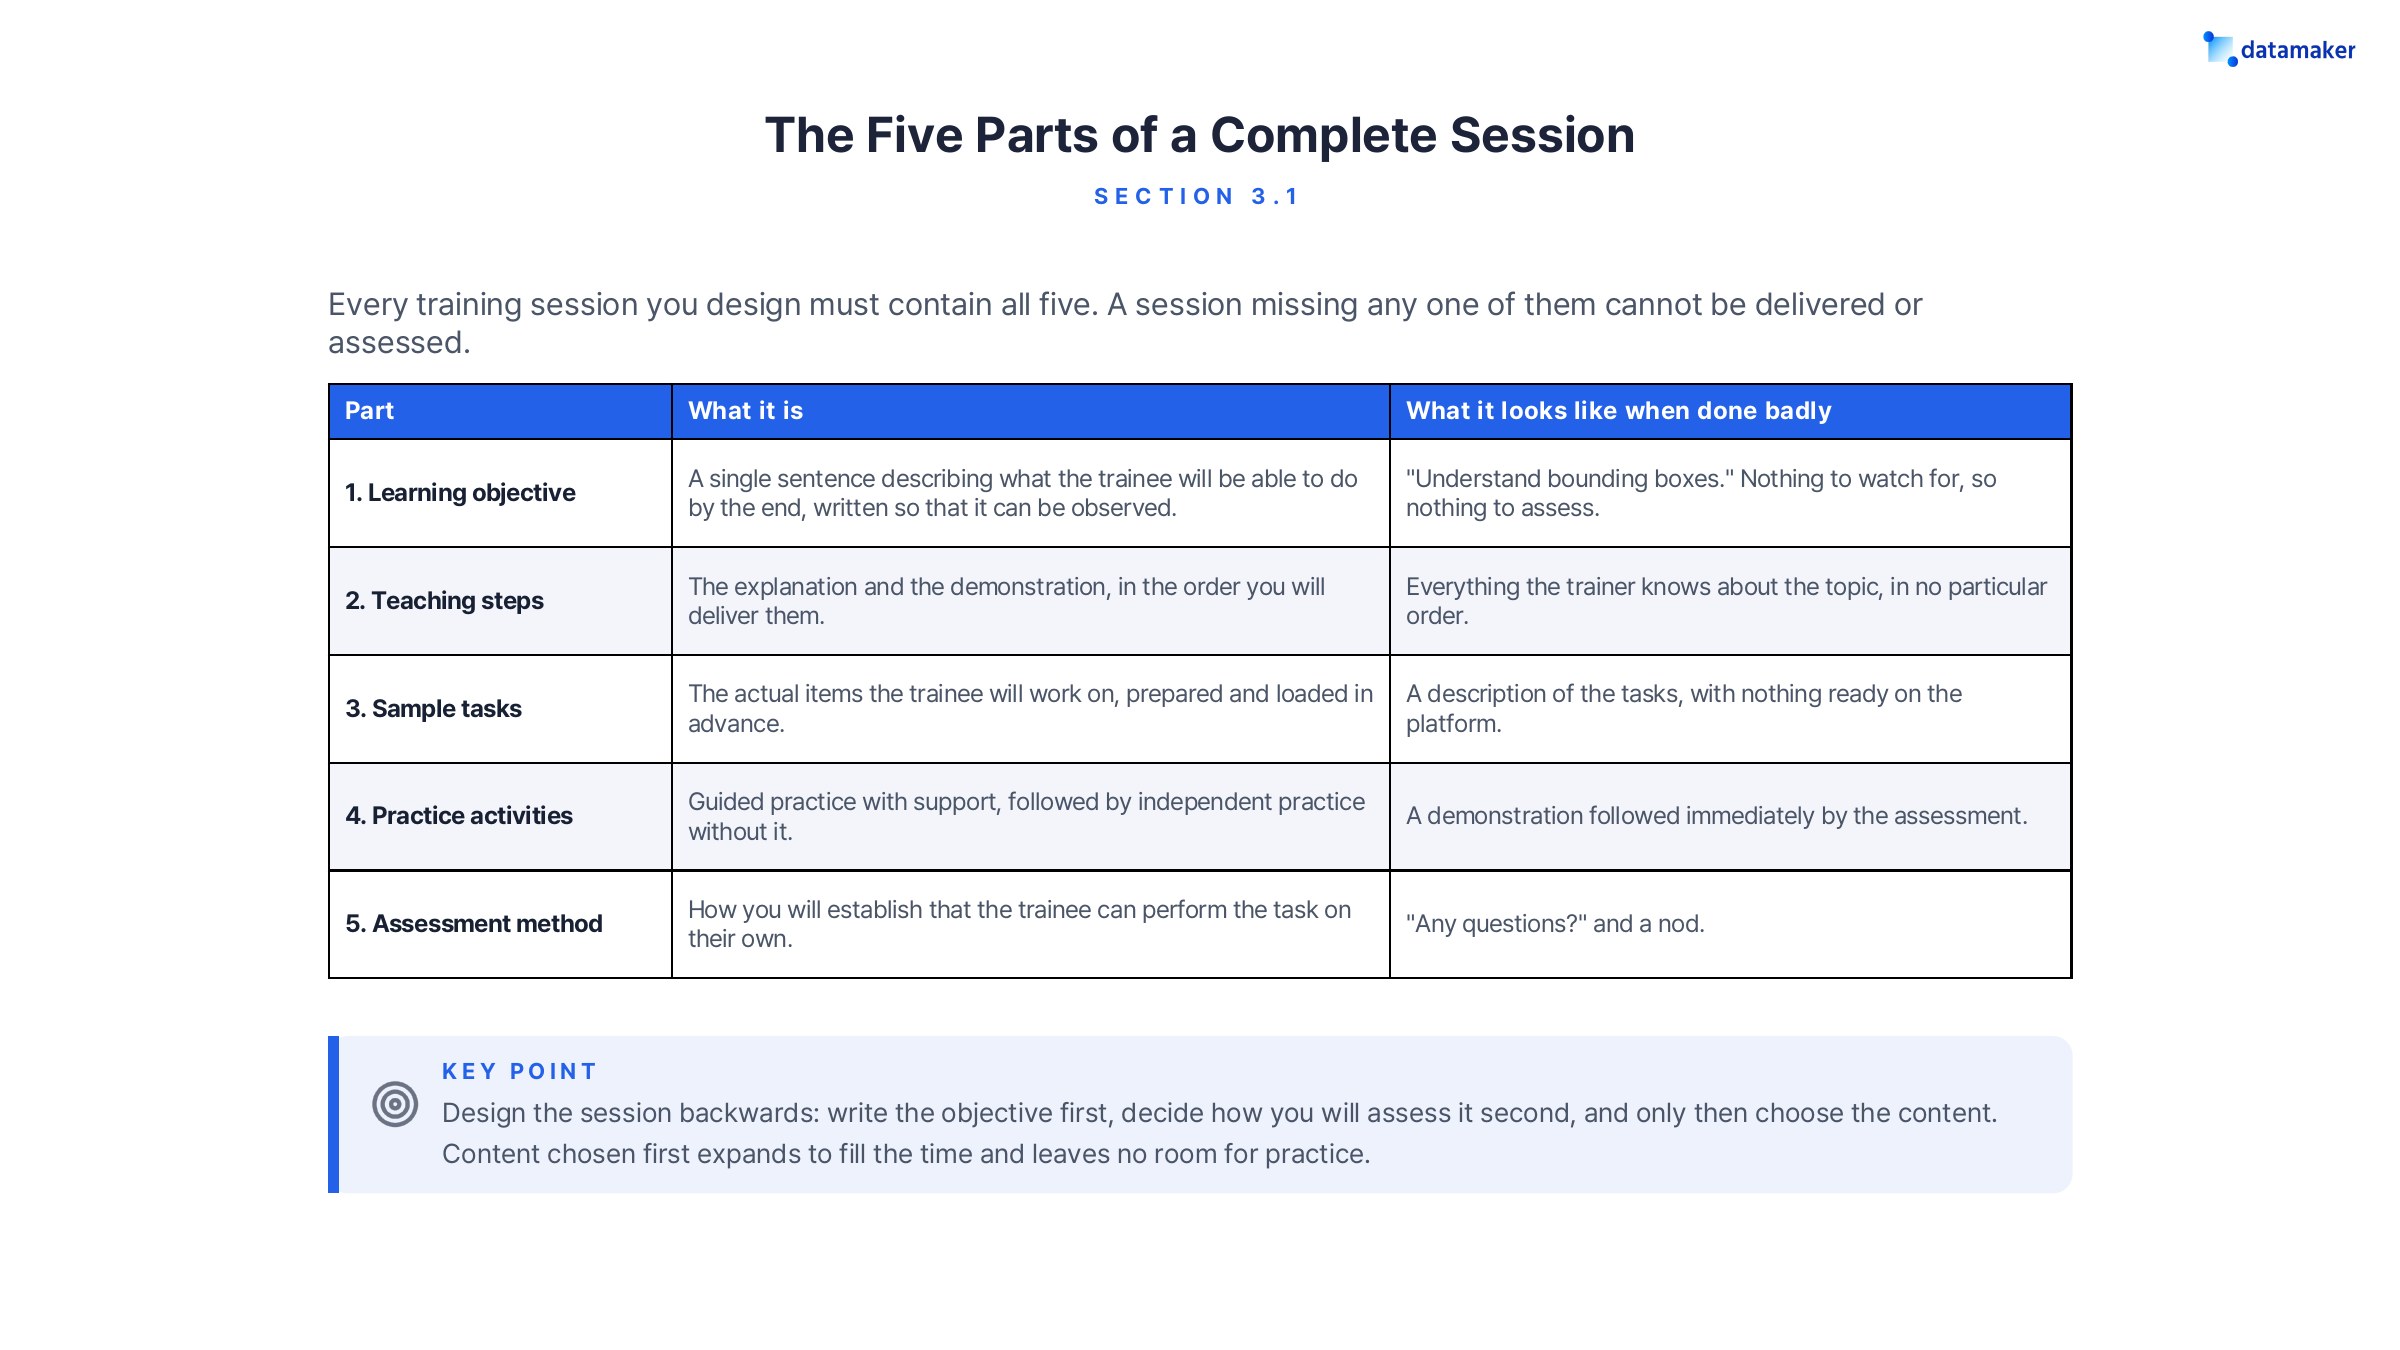 datamaker
The Five Parts of a Complete Session
SECTION 3.1
Every training session you design must contain all five. A session missing any one of them cannot be delivered or
assessed.
Part
What it is
What it looks like when done badly
1. Learning objective
A single sentence describing what the trainee will be able to do
by the end, written so that it can be observed.
"Understand bounding boxes." Nothing to watch for, so
nothing to assess.
2. Teaching steps
The explanation and the demonstration, in the order you will
deliver them.
Everything the trainer knows about the topic, in no particular
order.
3. Sample tasks
The actual items the trainee will work on, prepared and loaded in
advance.
A description of the tasks, with nothing ready on the
platform.
4. Practice activities
Guided practice with support, followed by independent practice
without it.
A demonstration followed immediately by the assessment.
5. Assessment method
How you will establish that the trainee can perform the task on
their own.
"Any questions?" and a nod.
KEY POINT
Design the session backwards: write the objective first, decide how you will assess it second, and only then choose the content.
Content chosen first expands to fill the time and leaves no room for practice.